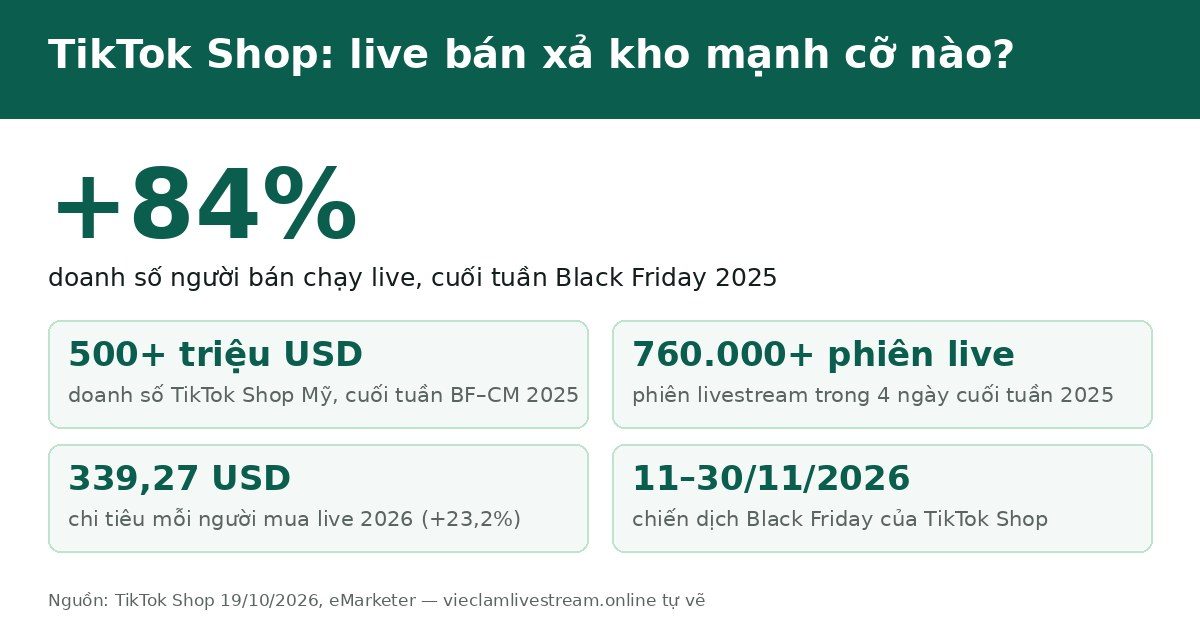 TikTok Shop: live bán xả kho mạnh cỡ nào?
+84%
doanh số người bán chạy live, cuối tuần Black Friday 2025
500+ triệu USD
doanh số TikTok Shop Mỹ, cuối tuần BF–CM 2025
760.000+ phiên live
phiên livestream trong 4 ngày cuối tuần 2025
339,27 USD
chi tiêu mỗi người mua live 2026 (+23,2%)
11–30/11/2026
chiến dịch Black Friday của TikTok Shop
Nguồn: TikTok Shop 19/10/2026, eMarketer — vieclamlivestream.online tự vẽ